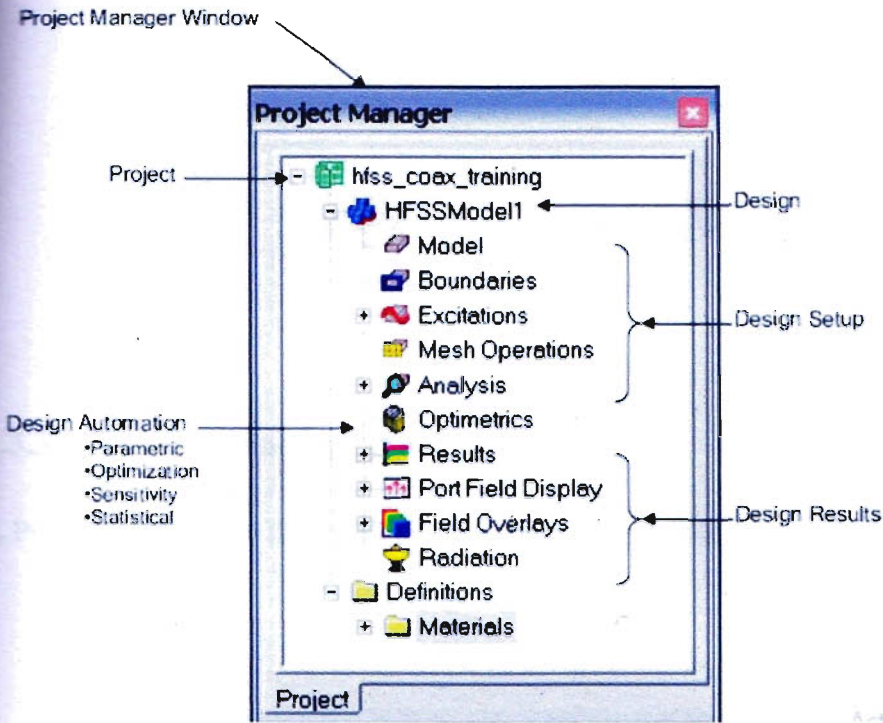 Project Manager Window
Project Manager
Project
hfss_coax_training
HFSSModel1
Design
Model
Boundaries
Excitations
Design Setup
Mesh Operations
Analysis
Design Automation
•Parametric
•Optimization
•Sensitivity
•Statistical
Optimetrics
Results
Port Field Display
Field Overlays
Design Results
Radiation
Definitions
Materials
Project